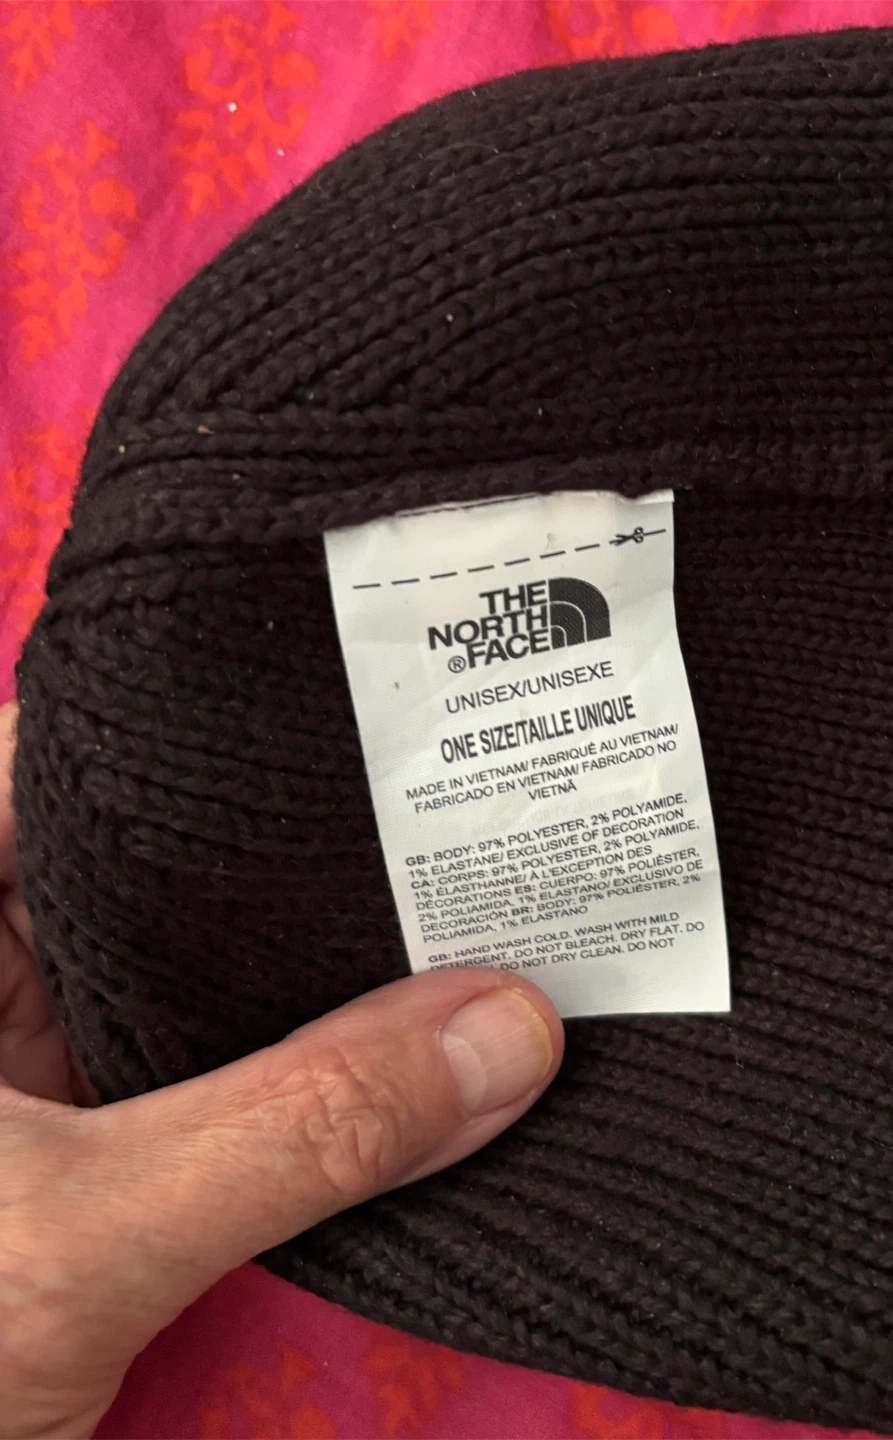 THE
NORTH
®FACE
UNISEX/UNISEXE
ONE SIZE/TAILLE UNIQUE
MADE IN VIETNAM/ FABRIQUÉ AU VIETNAM/
FABRICADO EN VIETNAM/ FABRICADO NO
VIETNÃ
GB: BODY: 97% POLYESTER, 2% POLYAMIDE,
1% ELASTANE/ EXCLUSIVE OF DECORATION
CA: CORPS: 97% POLYESTER, 2% POLYAMIDE,
1% ÉLASTHANNE/ À L'EXCEPTION DES
DÉCORATIONS ES: CUERPO: 97% POLIÉSTER,
2% POLIAMIDA, 1% ELASTANO/ EXCLUSIVO DE
DECORACIÓN BR: BODY: 97% POLIÉSTER, 2%
POLIAMIDA, 1% ELASTANO
GB: HAND WASH COLD. WASH WITH MILD
DETERGENT. DO NOT BLEACH. DRY FLAT. DO
DO NOT DRY CLEAN. DO NOT